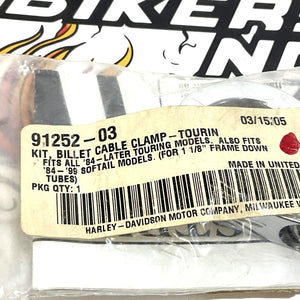 BIKERS
03/15:05
91252-03
KIT, BILLET CABLE CLAMP-TOURIN
FITS ALL '84-LATER TOURING MODELS. ALSO FITS
'84-'99 SOFTAIL MODELS. (FOR 1 1/8" FRAME DOWN
TUBES)
MADE IN UNITED
PKG QTY: 1
HARLEY-DAVIDSON MOTOR COMPANY, MILWAUKEE